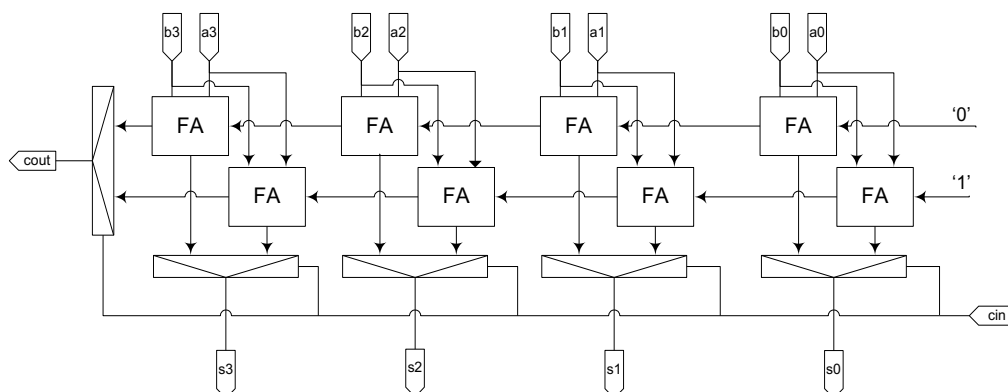 b3 a3 b2 a2 b1 a1 b0 a0
FA FA FA FA ‘0’
cout
FA FA FA FA ‘1’
cin
s3 s2 s1 s0